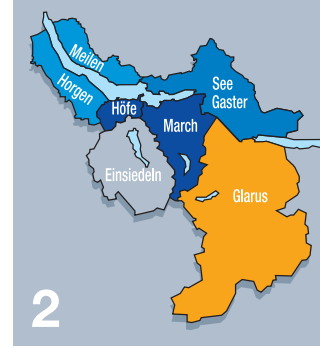 Meilen
Horgen
See
Gaster
Höfe
March
Einsiedeln
Glarus
2